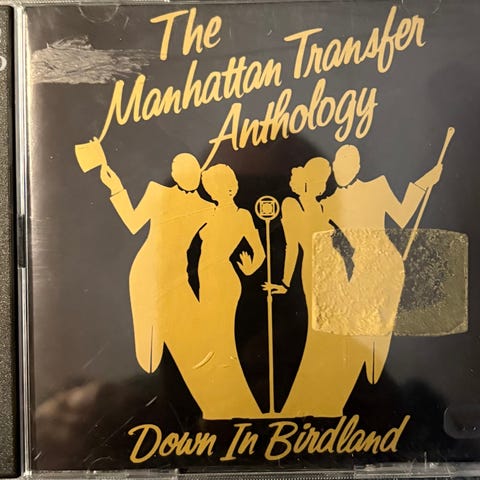 The
Manhattan Transfer
Anthology
Down In Birdland